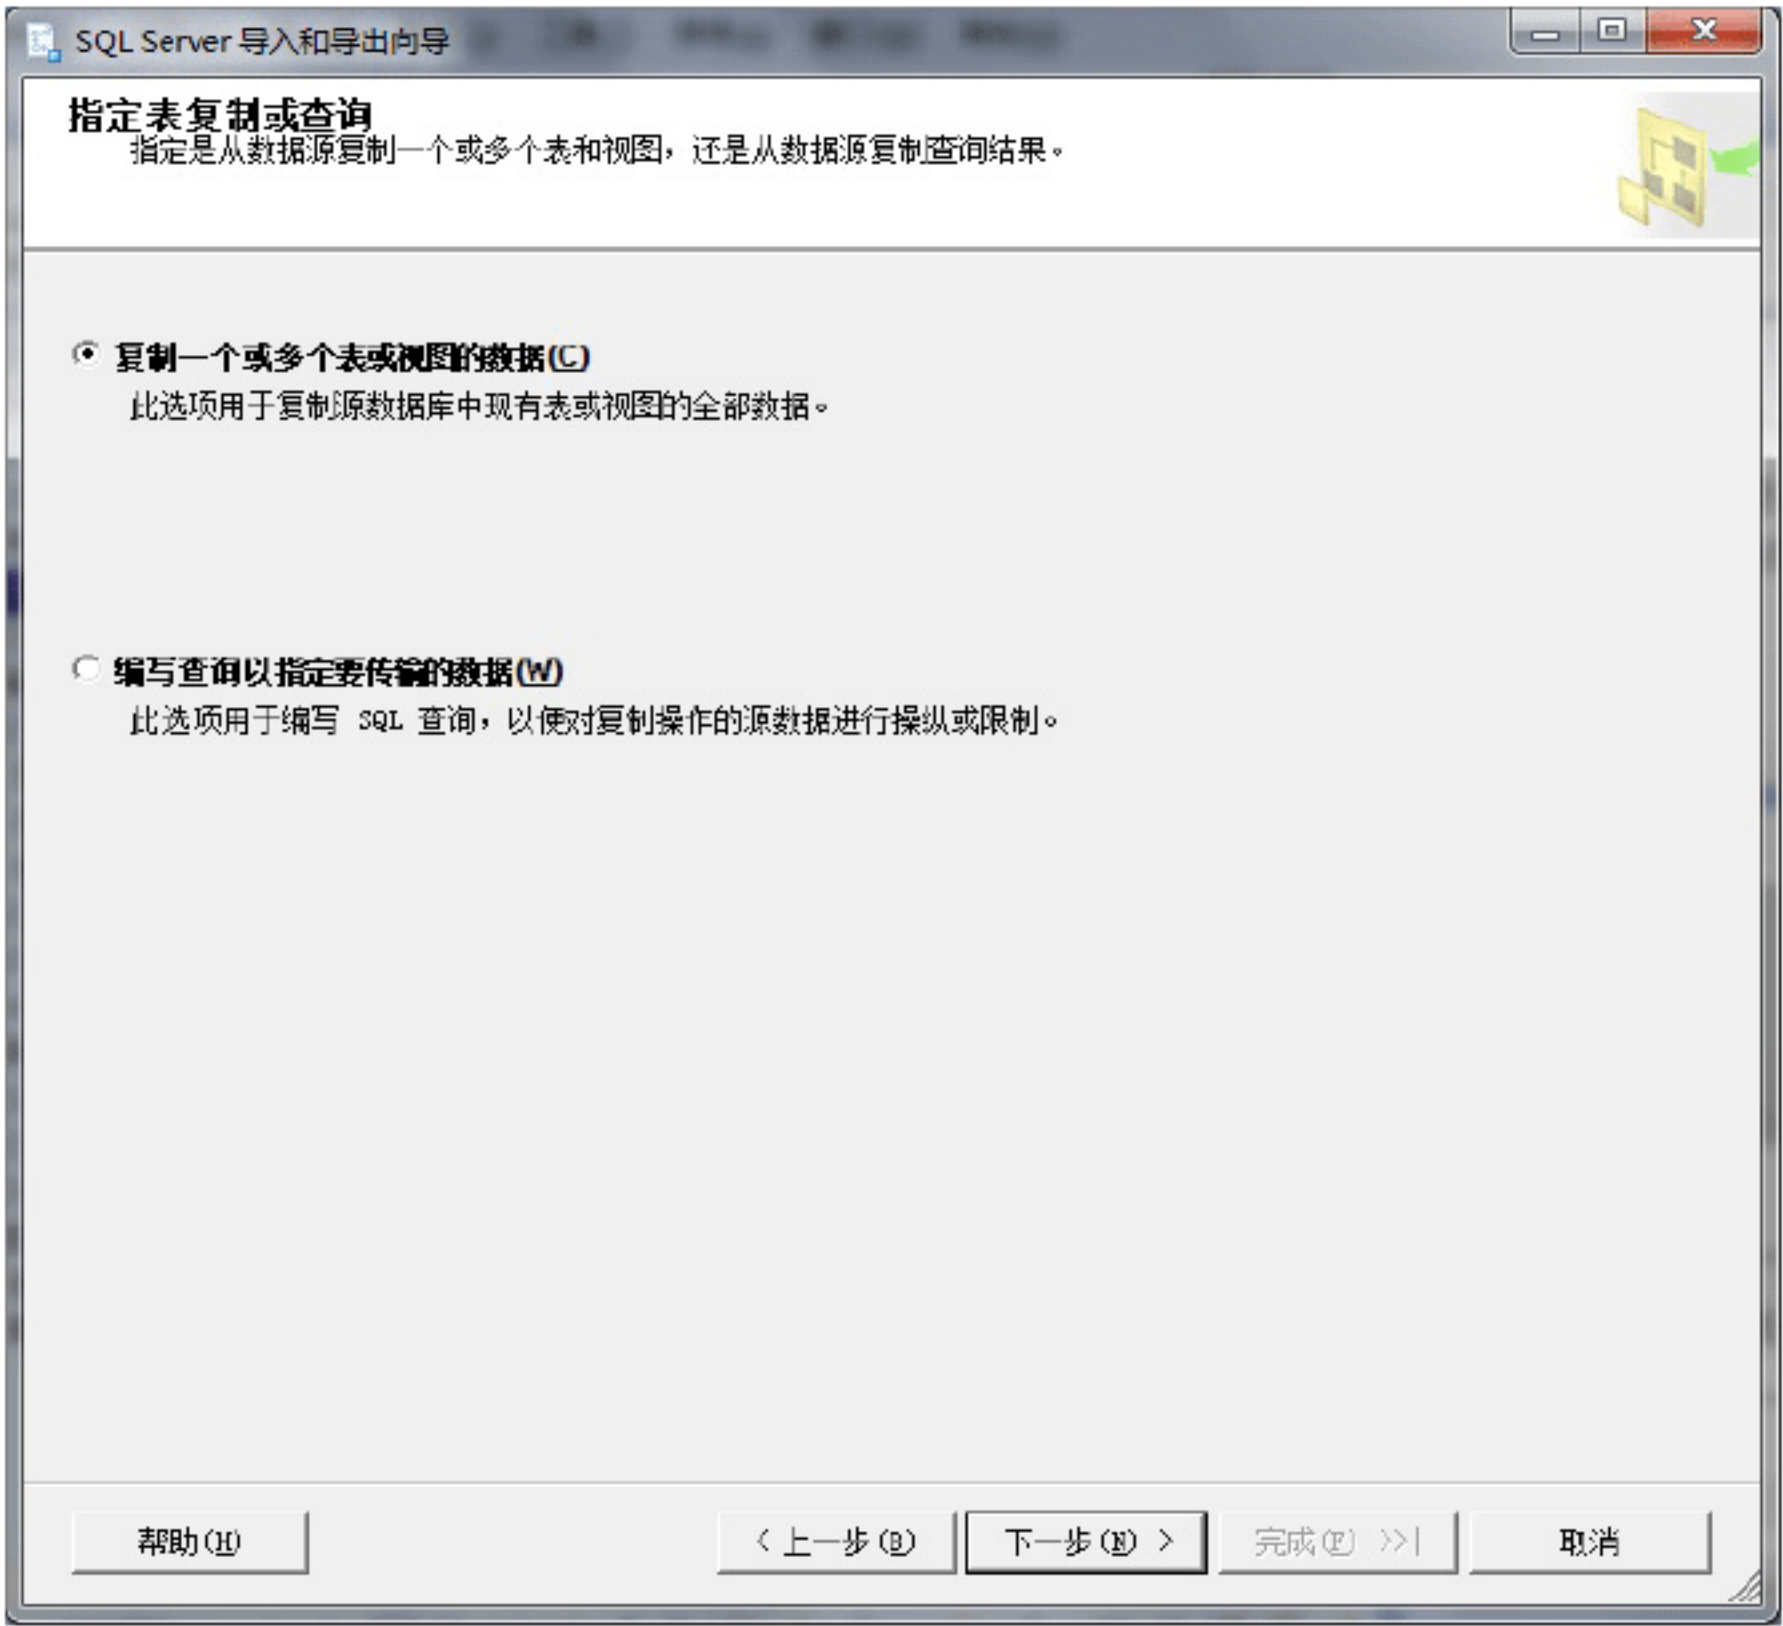 SQL Server 导入和导出向导
指定表复制或查询
指定是从数据源复制一个或多个表和视图，还是从数据源复制查询结果。
复制一个或多个表或视图的数据(C)
此选项用于复制源数据库中现有表或视图的全部数据。
编写查询以指定要传输的数据(W)
此选项用于编写 SQL 查询，以便对复制操作的源数据进行操纵或限制。
帮助(H)
< 上一步(B)
下一步(N) >
完成(F) >>|
取消